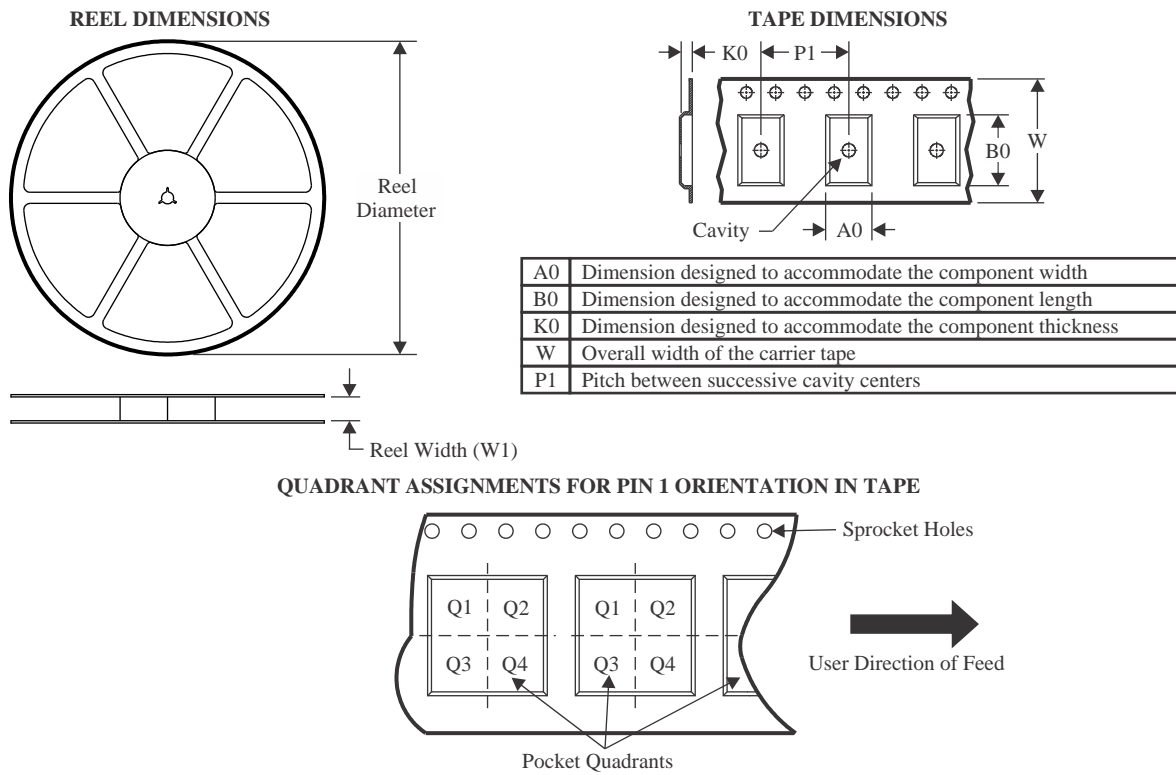 REEL DIMENSIONS
Reel
Diameter
Reel Width (W1)
TAPE DIMENSIONS
K0
P1
B0
W
Cavity
A0
A0 Dimension designed to accommodate the component width
B0 Dimension designed to accommodate the component length
K0 Dimension designed to accommodate the component thickness
W Overall width of the carrier tape
P1 Pitch between successive cavity centers
QUADRANT ASSIGNMENTS FOR PIN 1 ORIENTATION IN TAPE
Sprocket Holes
Q1 Q2 Q1 Q2
Q3 Q4 Q3 Q4
User Direction of Feed
Pocket Quadrants